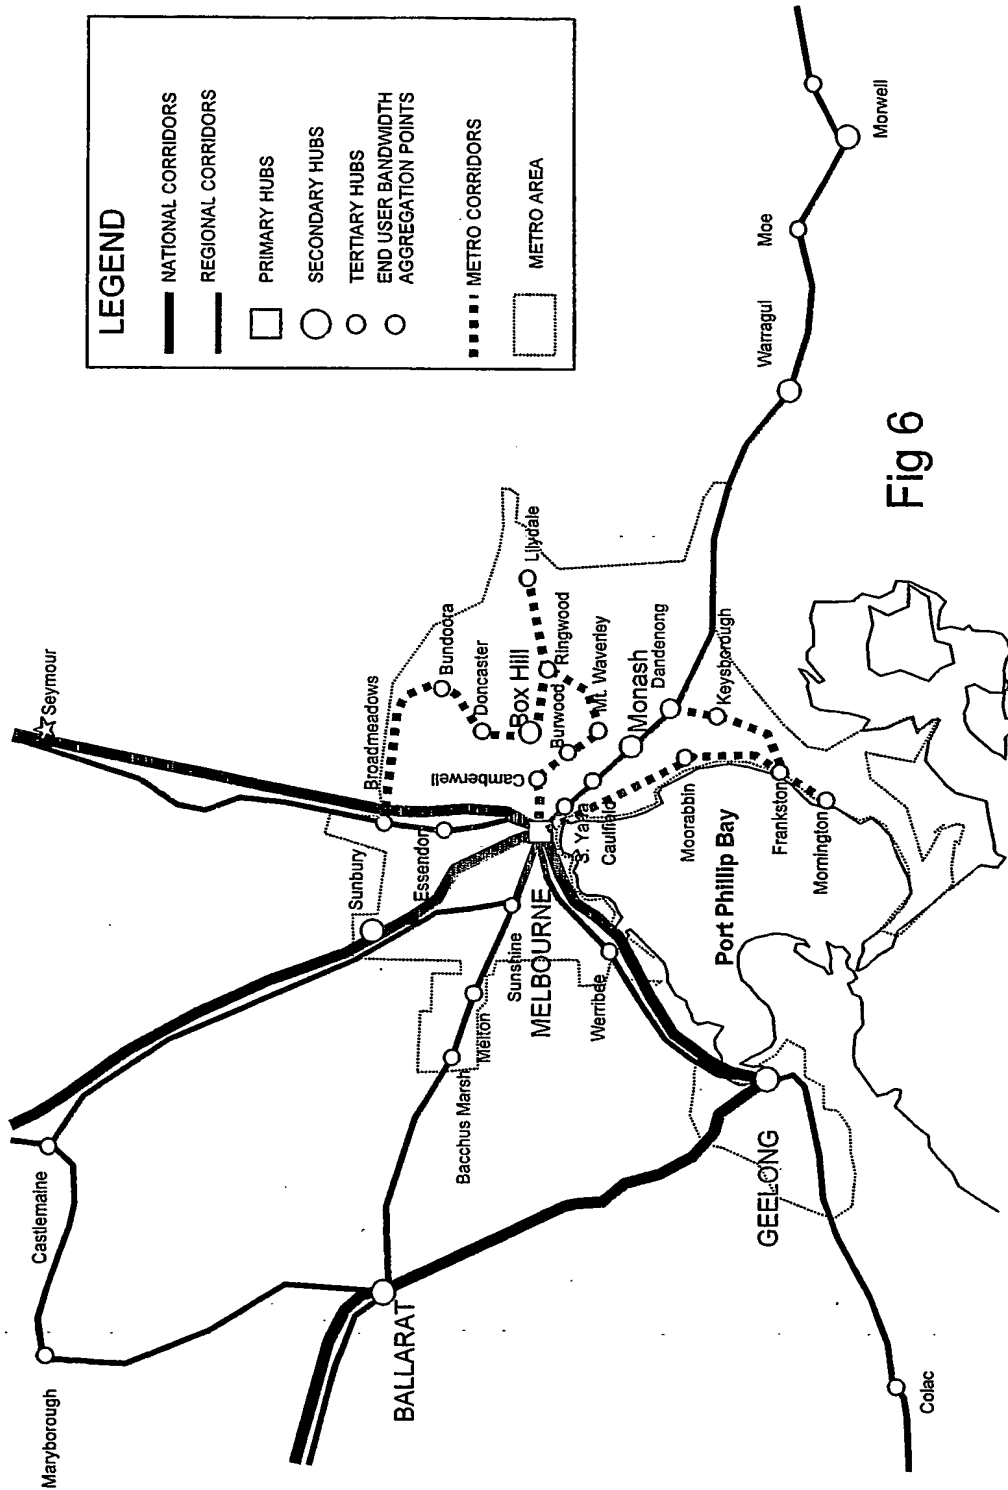 LEGEND
NATIONAL CORRIDORS
REGIONAL CORRIDORS
PRIMARY HUBS
SECONDARY HUBS
TERTIARY HUBS
END USER BANDWIDTH
AGGREGATION POINTS
METRO CORRIDORS
METRO AREA
Maryborough
Castlemaine
Seymour
Sunbury
Broadmeadows
Essendon
Bundoora
Doncaster
BALLARAT
Bacchus Marsh
Melton
Sunshine
MELBOURNE
Camberwell
Box Hill
Burwood
Ringwood
Lilydale
Mt. Waverley
Werribee
S. Yarra
Caulfield
Monash
Dandenong
Keysborough
Moorabbin
Port Phillip Bay
Frankston
Mornington
GEELONG
Colac
Warragul
Moe
Morwell
Fig 6